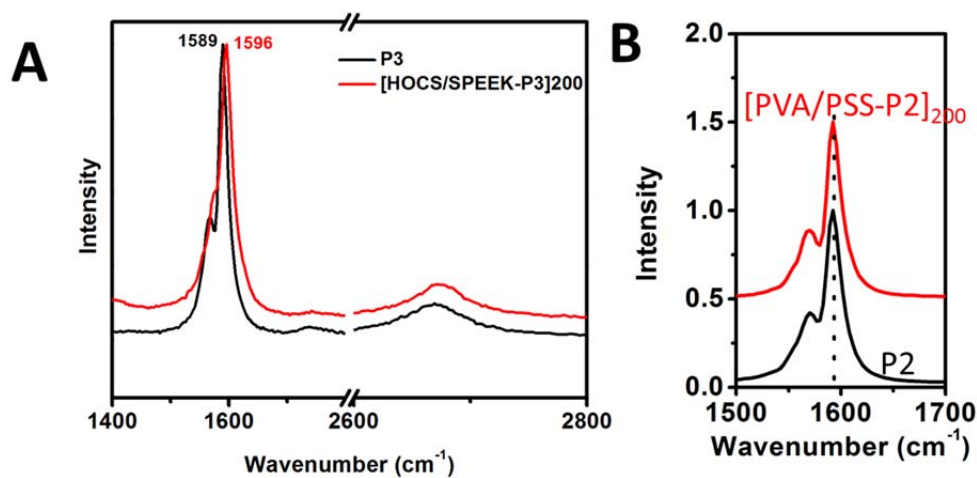 A
1589
1596
P3
[HOCS/SPEEK-P3]200
Intensity
1400
1600
2600
2800
Wavenumber (cm⁻¹)
B
2.0
[PVA/PSS-P2]₂₀₀
1.5
1.0
0.5
0.0
Intensity
P2
1500
1600
1700
Wavenumber (cm⁻¹)